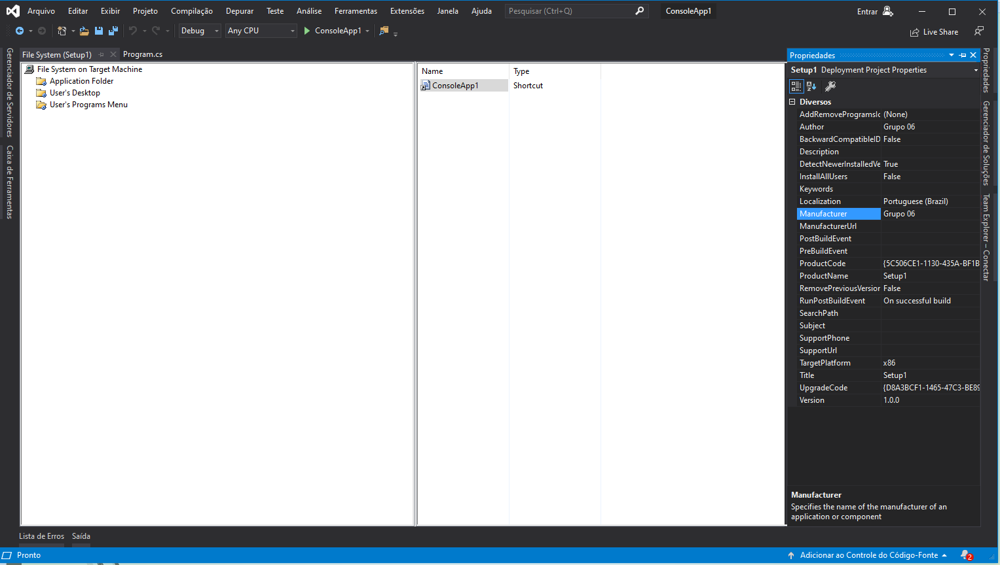 Arquivo Editar Exibir Projeto Compilação Depurar Teste Análise Ferramentas Extensões Janela Ajuda Pesquisar (Ctrl+Q) ConsoleApp1 Entrar
Debug Any CPU ConsoleApp1 Live Share
Gerenciador de Servidores
Caixa de Ferramentas
File System (Setup1) Program.cs
File System on Target Machine
Application Folder
User's Desktop
User's Programs Menu
Name Type
ConsoleApp1 Shortcut
Propriedades
Setup1 Deployment Project Properties
Diversos
AddRemoveProgramsIc (None)
Author Grupo 06
BackwardCompatibleID False
Description
DetectNewerInstalledVe True
InstallAllUsers False
Keywords
Localization Portuguese (Brazil)
Manufacturer Grupo 06
ManufacturerUrl
PostBuildEvent
PreBuildEvent
ProductCode {5C506CE1-1130-435A-BF1B
ProductName Setup1
RemovePreviousVersior False
RunPostBuildEvent On successful build
SearchPath
Subject
SupportPhone
SupportUrl
TargetPlatform x86
Title Setup1
UpgradeCode {D8A3BCF1-1465-47C3-BE89
Version 1.0.0
Manufacturer
Specifies the name of the manufacturer of an
application or component
Propriedades
Gerenciador de Soluções
Team Explorer – Conectar
Lista de Erros Saída
Pronto Adicionar ao Controle do Código-Fonte 2